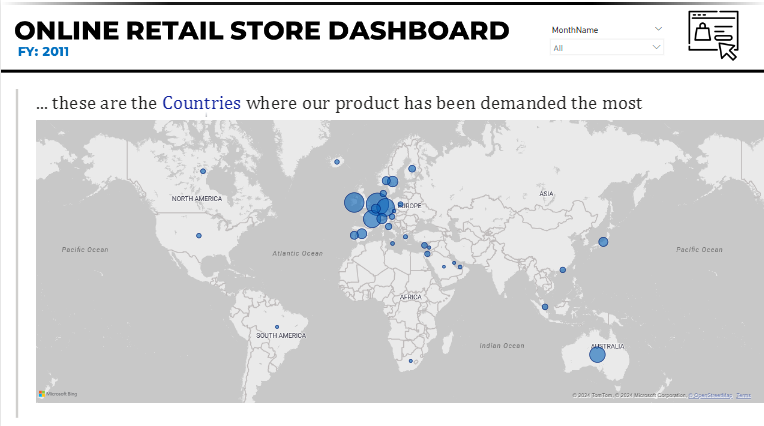 ONLINE RETAIL STORE DASHBOARD
FY: 2011
MonthName
All
... these are the Countries where our product has been demanded the most
NORTH AMERICA
EUROPE
ASIA
Pacific Ocean
Atlantic Ocean
Pacific Ocean
AFRICA
SOUTH AMERICA
Indian Ocean
AUSTRALIA
Microsoft Bing
© 2024 TomTom, © 2024 Microsoft Corporation, © OpenStreetMap Terms